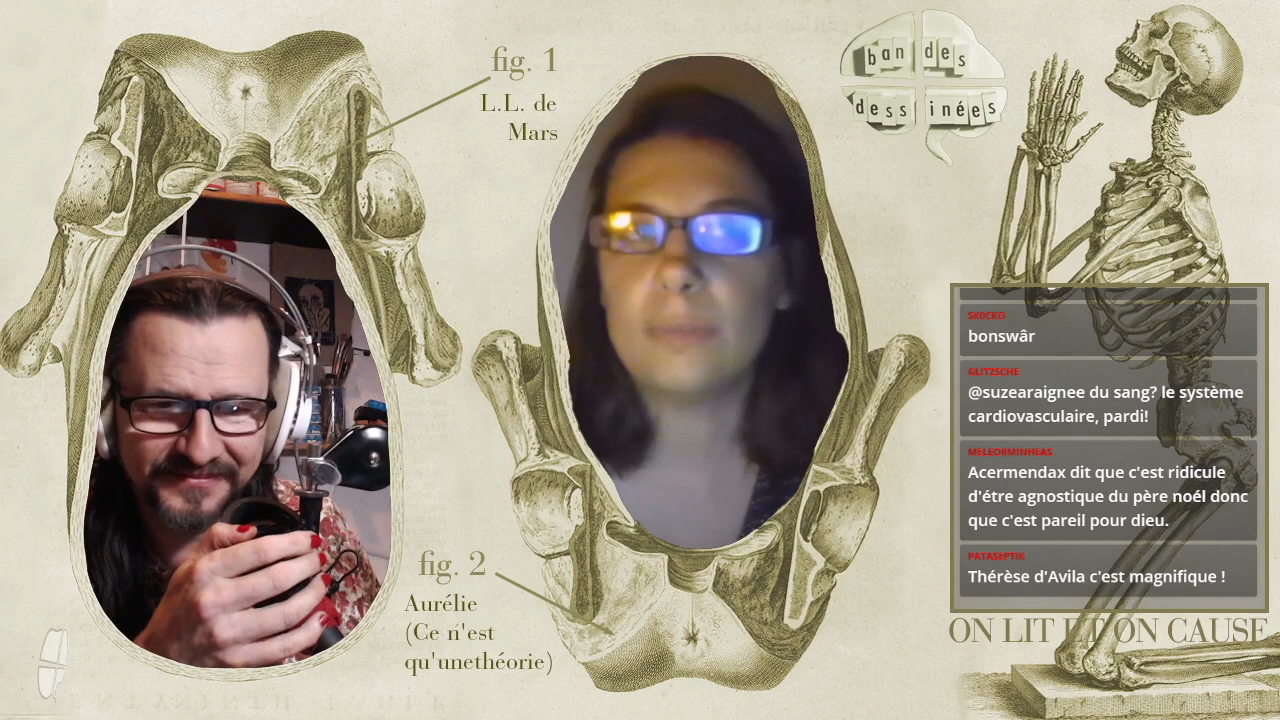 fig. 1
L.L. de
Mars
ban des
dess inées
SKOCKO
bonswâr
GLITZSCHE
@suzearaignee du sang? le système
cardiovasculaire, pardi!
MELEORMINHEAS
Acermendax dit que c'est ridicule
d'étre agnostique du père noél donc
que c'est pareil pour dieu.
PATASEPTIK
Thérèse d'Avila c'est magnifique !
ON LIT ET ON CAUSE
fig. 2
Aurélie
(Ce n'est
qu'unethéorie)